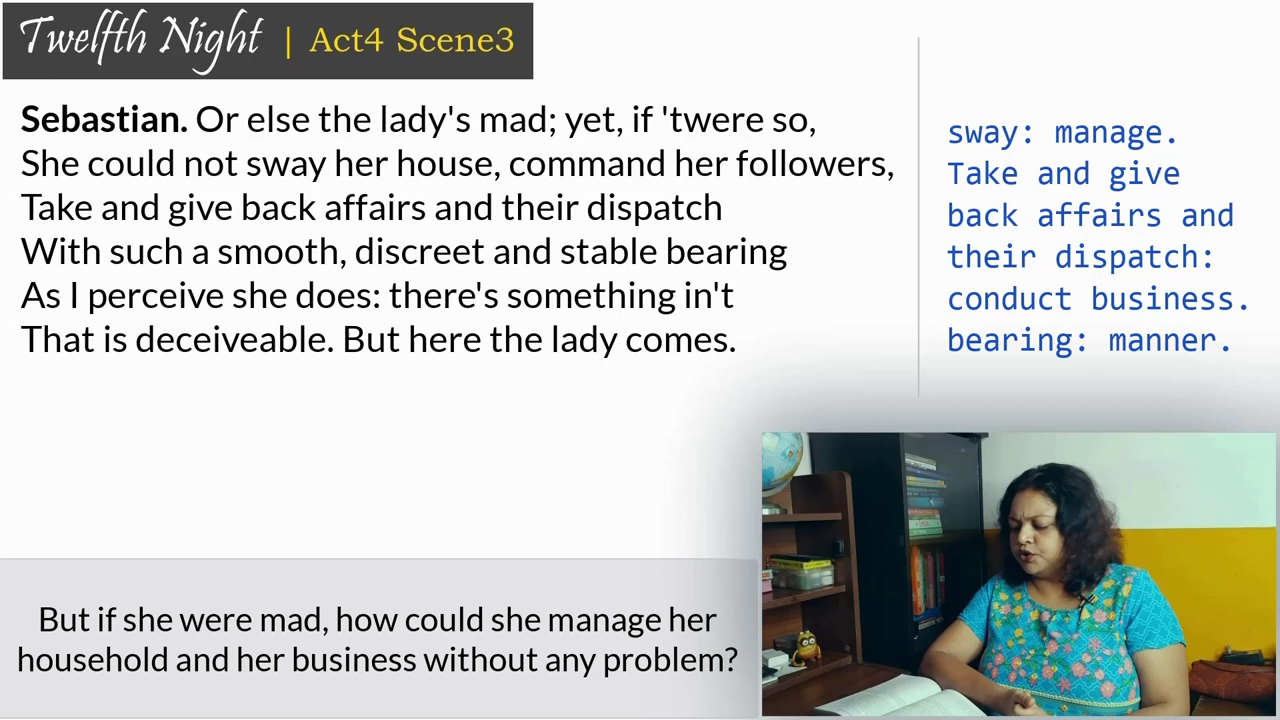 Twelfth Night | Act4 Scene3
Sebastian. Or else the lady's mad; yet, if 'twere so,
She could not sway her house, command her followers,
Take and give back affairs and their dispatch
With such a smooth, discreet and stable bearing
As I perceive she does: there's something in't
That is deceiveable. But here the lady comes.
sway: manage.
Take and give
back affairs and
their dispatch:
conduct business.
bearing: manner.
But if she were mad, how could she manage her
household and her business without any problem?